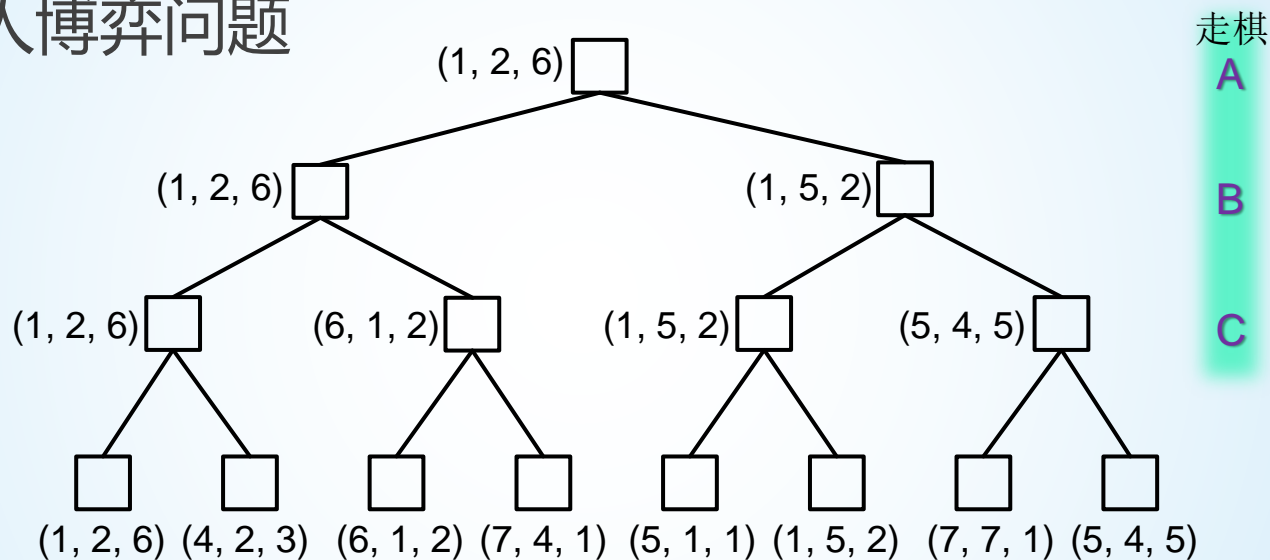 人博弈问题
走棋
(1, 2, 6)
A
(1, 2, 6) (1, 5, 2)
B
(1, 2, 6) (6, 1, 2) (1, 5, 2) (5, 4, 5)
C
(1, 2, 6) (4, 2, 3) (6, 1, 2) (7, 4, 1) (5, 1, 1) (1, 5, 2) (7, 7, 1) (5, 4, 5)